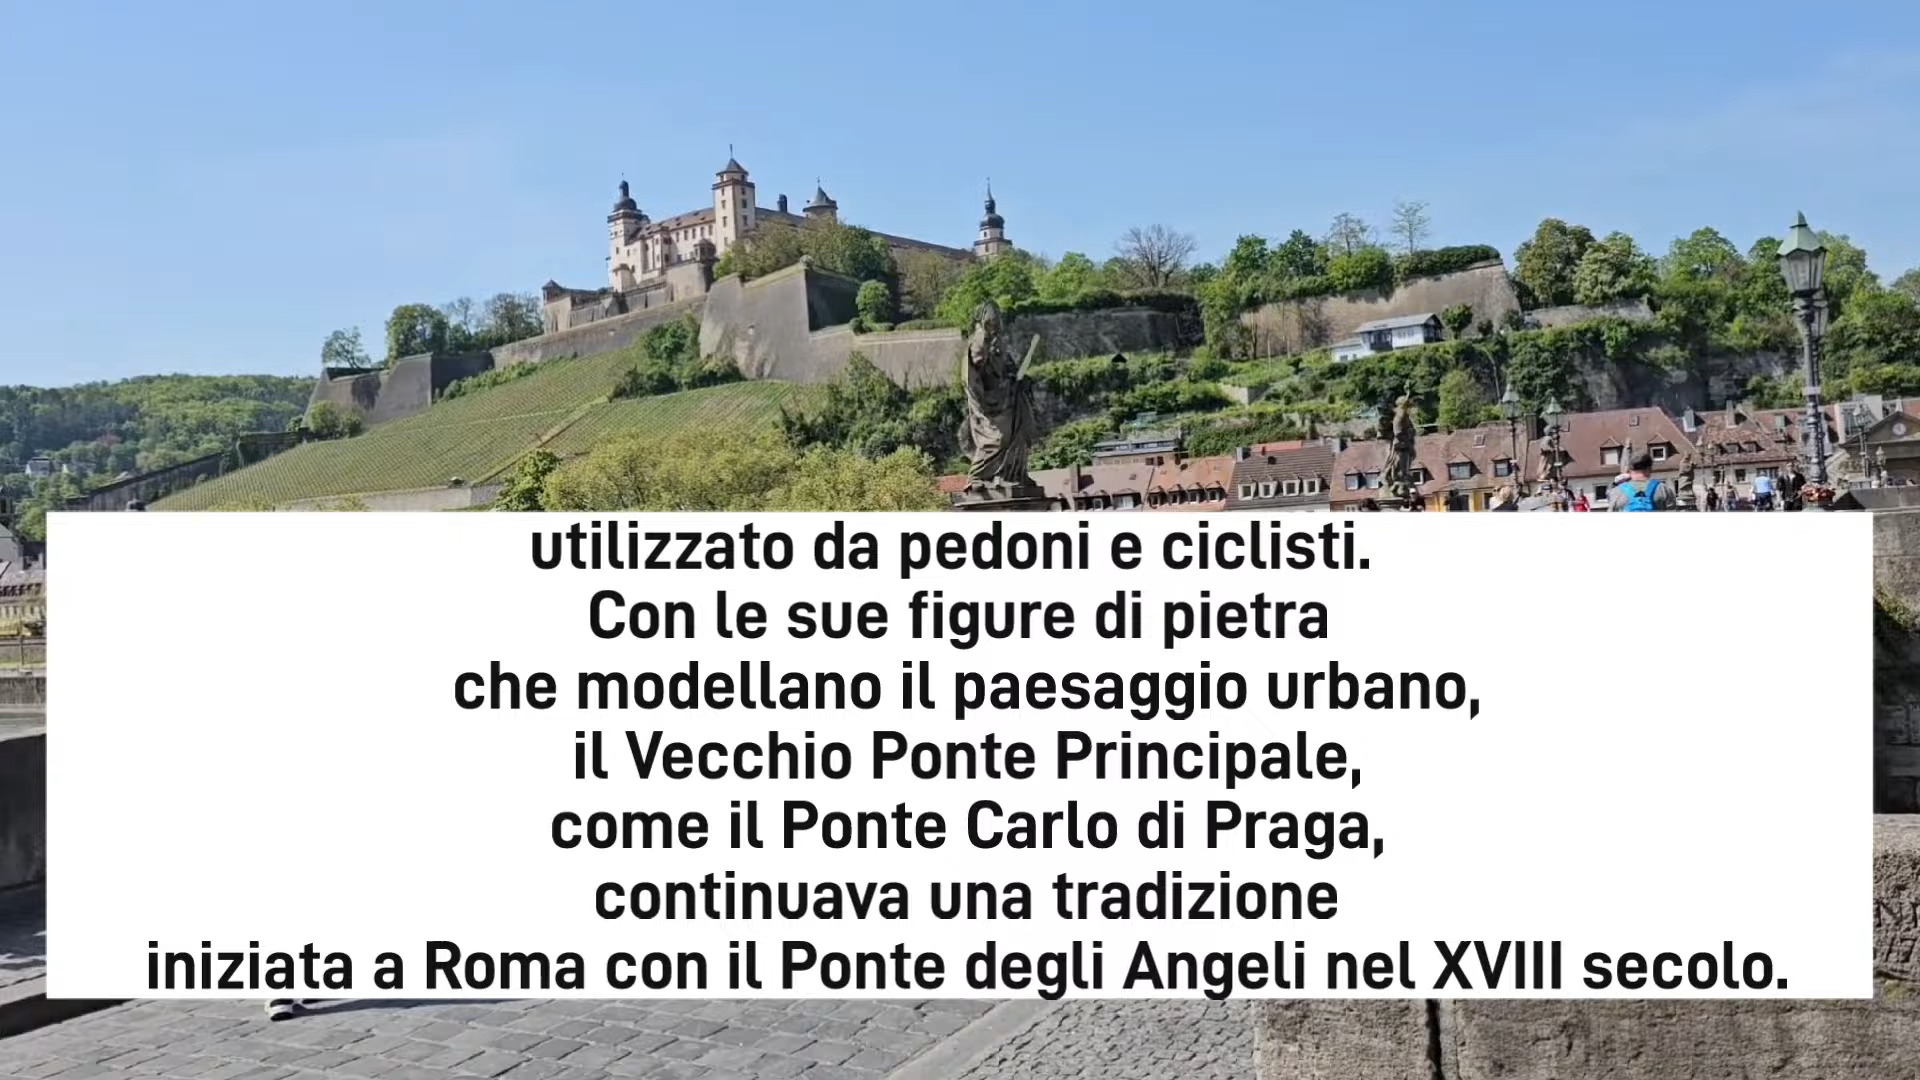 utilizzato da pedoni e ciclisti.
Con le sue figure di pietra
che modellano il paesaggio urbano,
il Vecchio Ponte Principale,
come il Ponte Carlo di Praga,
continuava una tradizione
iniziata a Roma con il Ponte degli Angeli nel XVIII secolo.